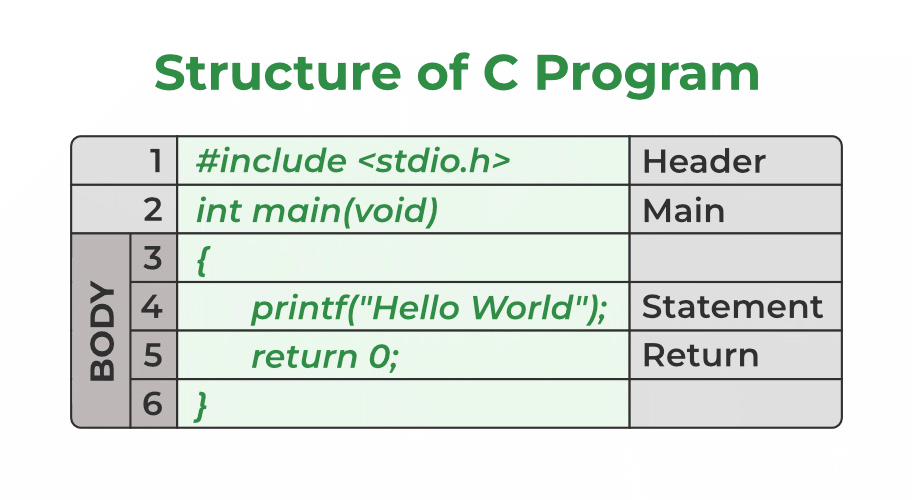 Structure of C Program
1 #include <stdio.h> Header
2 int main(void) Main
BODY
3 {
4 printf("Hello World"); Statement
5 return 0; Return
6 }